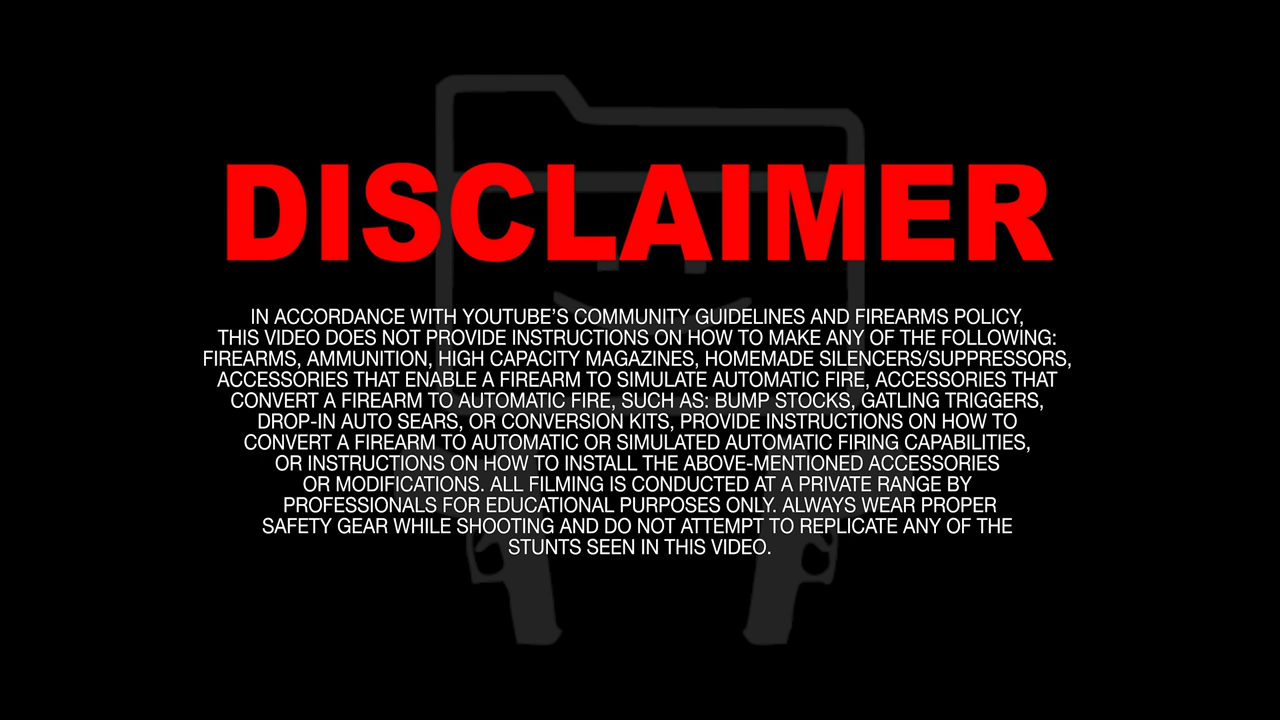 DISCLAIMER
IN ACCORDANCE WITH YOUTUBE’S COMMUNITY GUIDELINES AND FIREARMS POLICY,
THIS VIDEO DOES NOT PROVIDE INSTRUCTIONS ON HOW TO MAKE ANY OF THE FOLLOWING:
FIREARMS, AMMUNITION, HIGH CAPACITY MAGAZINES, HOMEMADE SILENCERS/SUPPRESSORS,
ACCESSORIES THAT ENABLE A FIREARM TO SIMULATE AUTOMATIC FIRE, ACCESSORIES THAT
CONVERT A FIREARM TO AUTOMATIC FIRE, SUCH AS: BUMP STOCKS, GATLING TRIGGERS,
DROP-IN AUTO SEARS, OR CONVERSION KITS, PROVIDE INSTRUCTIONS ON HOW TO
CONVERT A FIREARM TO AUTOMATIC OR SIMULATED AUTOMATIC FIRING CAPABILITIES,
OR INSTRUCTIONS ON HOW TO INSTALL THE ABOVE-MENTIONED ACCESSORIES
OR MODIFICATIONS. ALL FILMING IS CONDUCTED AT A PRIVATE RANGE BY
PROFESSIONALS FOR EDUCATIONAL PURPOSES ONLY. ALWAYS WEAR PROPER
SAFETY GEAR WHILE SHOOTING AND DO NOT ATTEMPT TO REPLICATE ANY OF THE
STUNTS SEEN IN THIS VIDEO.